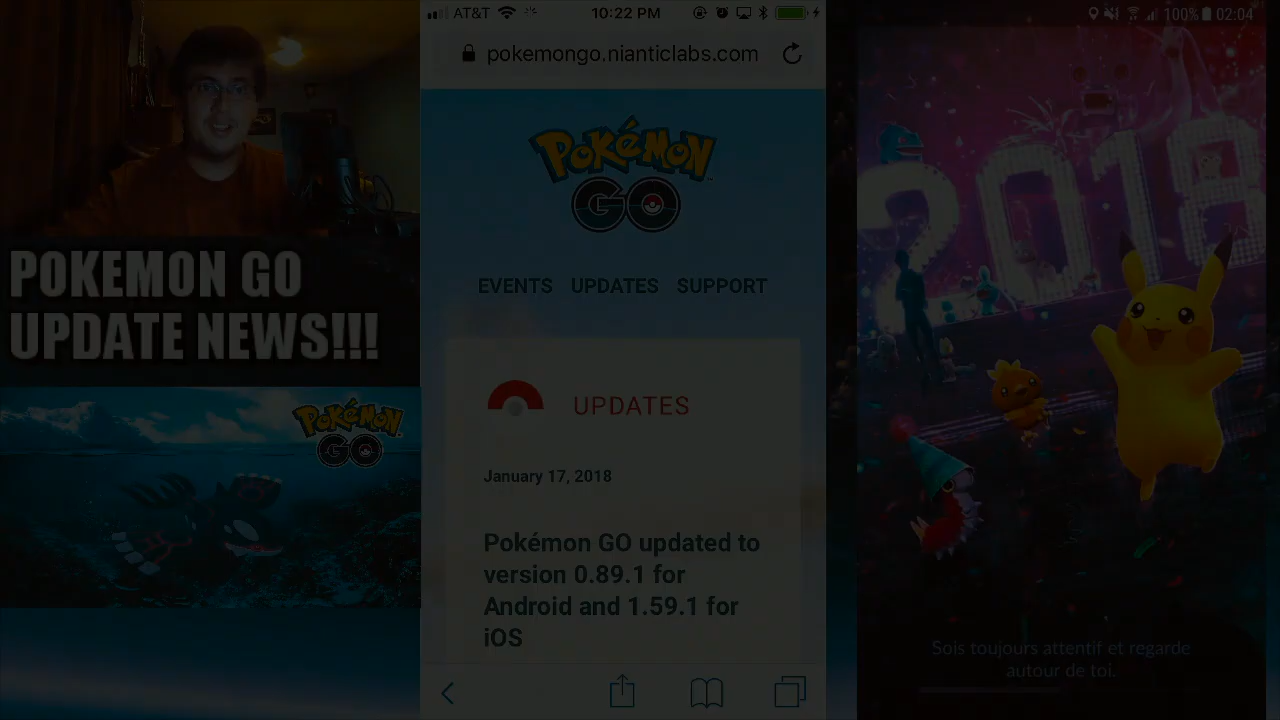 POKEMON GO
UPDATE NEWS!!!
POKÉMON
GO
AT&T 10:22 PM
pokemongo.nianticlabs.com
POKÉMON
GO
EVENTS UPDATES SUPPORT
UPDATES
January 17, 2018
Pokémon GO updated to
version 0.89.1 for
Android and 1.59.1 for
iOS
100% 02:04
2018
Sois toujours attentif et regarde
autour de toi.